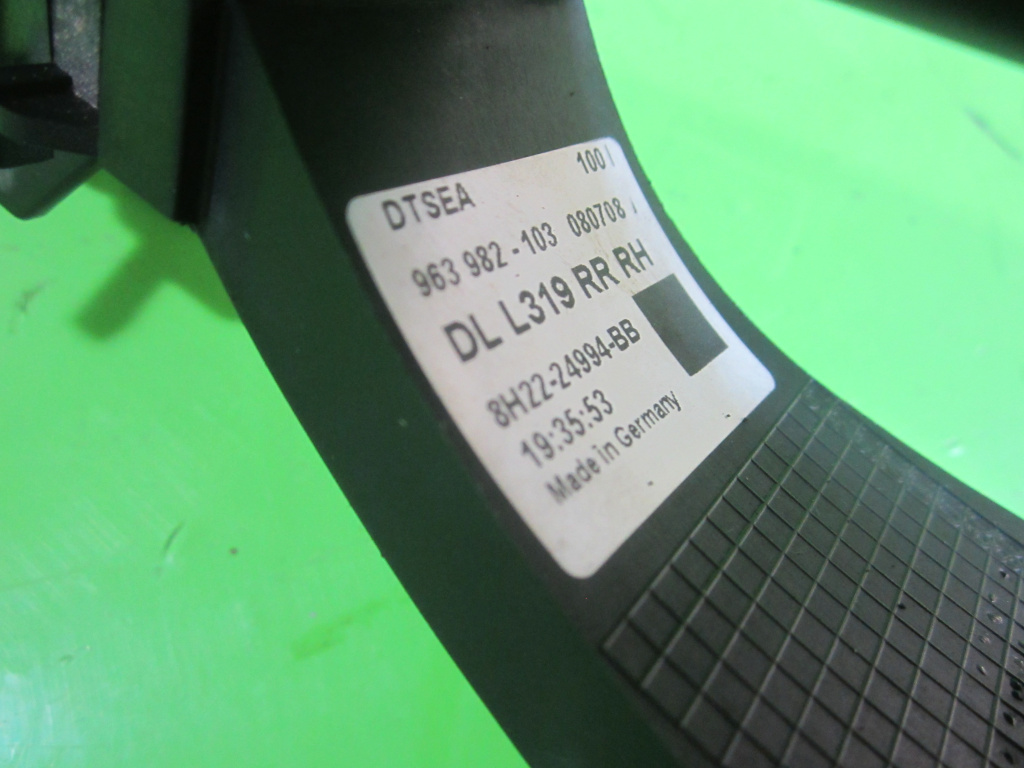 DTSEA 100
963 982-103 080708
DL L319 RR RH
8H22-24994-BB
19:35:53
Made in Germany